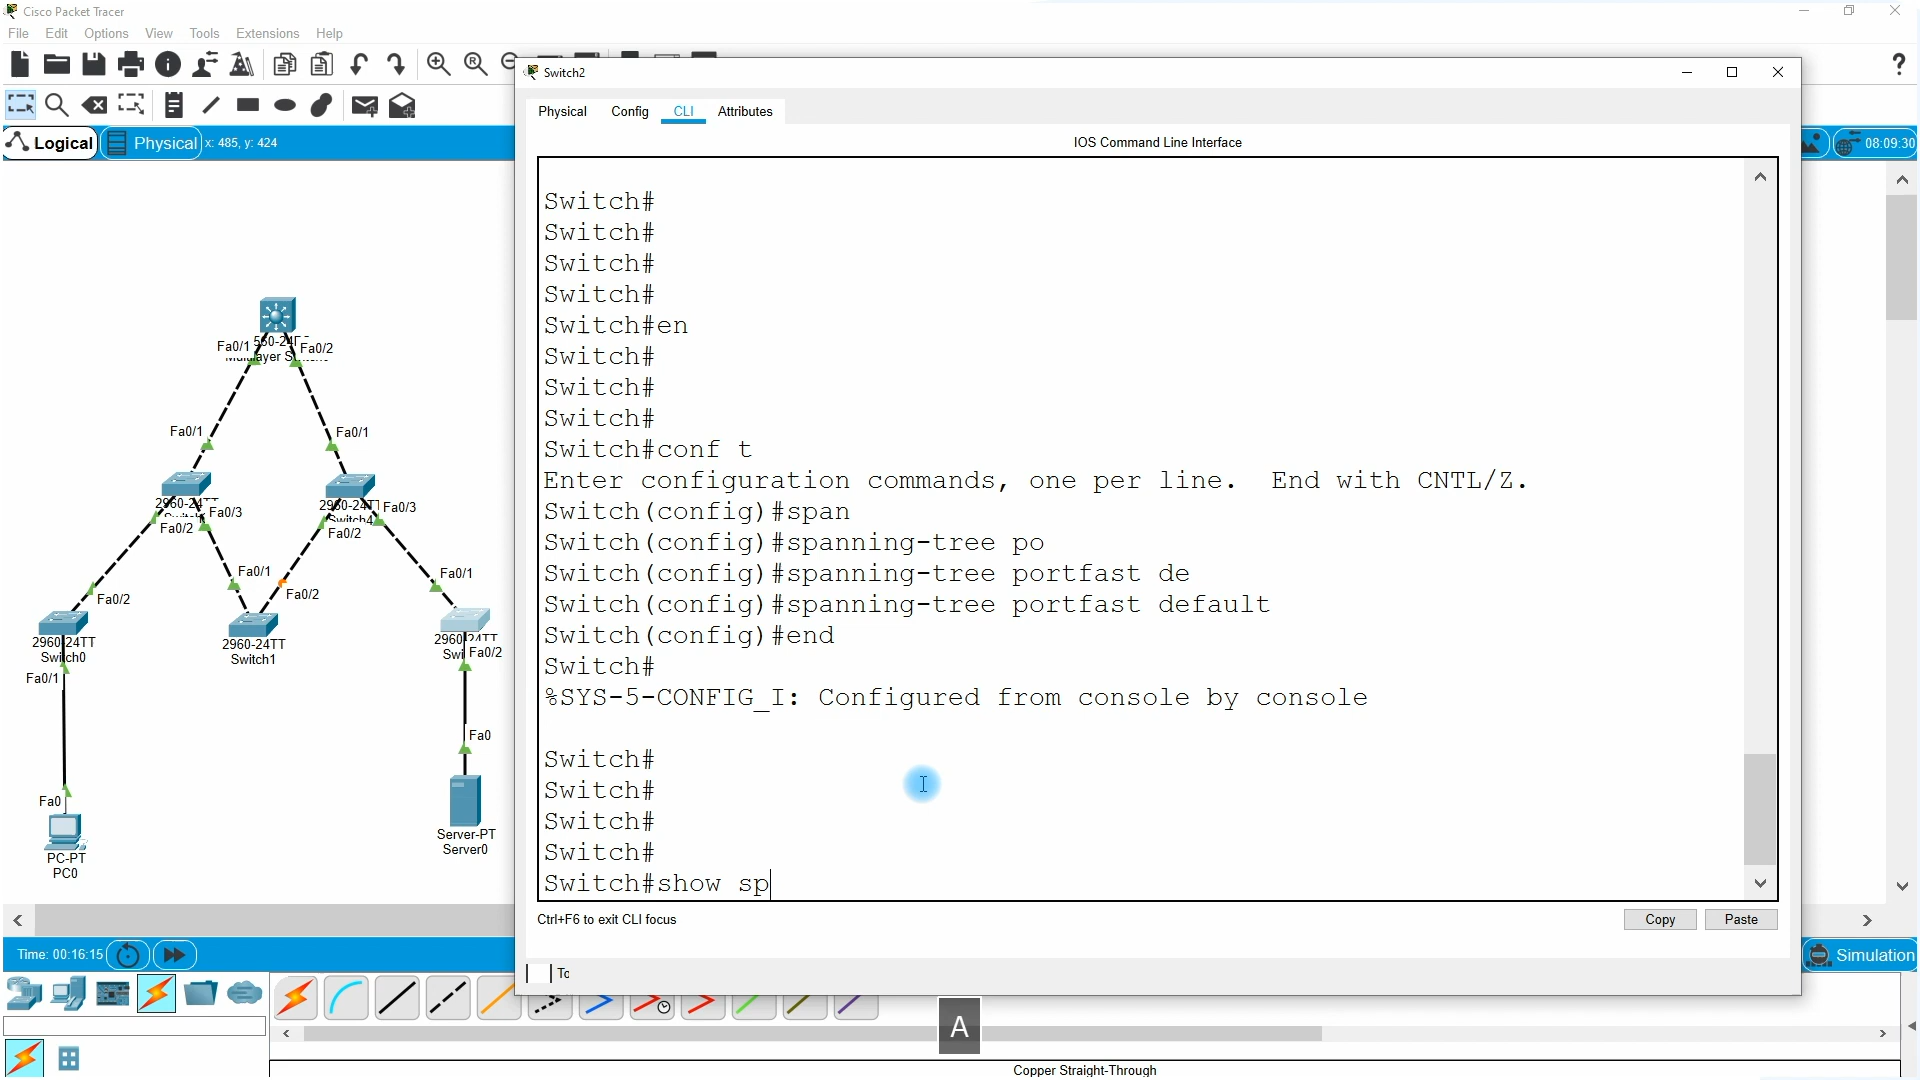 Cisco Packet Tracer
File Edit Options View Tools Extensions Help
Switch2
Physical Config CLI Attributes
IOS Command Line Interface
Logical Physical x: 485, y: 424
08:09:30
Switch#
Switch#
Switch#
Switch#
Switch#en
Switch#
Switch#
Switch#
Switch#conf t
Enter configuration commands, one per line. End with CNTL/Z.
Switch(config)#span
Switch(config)#spanning-tree po
Switch(config)#spanning-tree portfast de
Switch(config)#spanning-tree portfast default
Switch(config)#end
Switch#
%SYS-5-CONFIG_I: Configured from console by console
Switch#
Switch#
Switch#
Switch#
Switch#show sp
Ctrl+F6 to exit CLI focus
Copy Paste
Fa0/1 Fa0/2
Fa0/1 Fa0/1
Fa0/3 Fa0/3
Switch4
Fa0/2 Fa0/2
Fa0/1 Fa0/1
Fa0/2 Fa0/2
2960-24TT
Switch0
2960-24TT
Switch1
Fa0/2
Fa0/1
Fa0
Fa0
PC-PT
PC0
Server-PT
Server0
Time: 00:16:15
Simulation
A
Copper Straight-Through